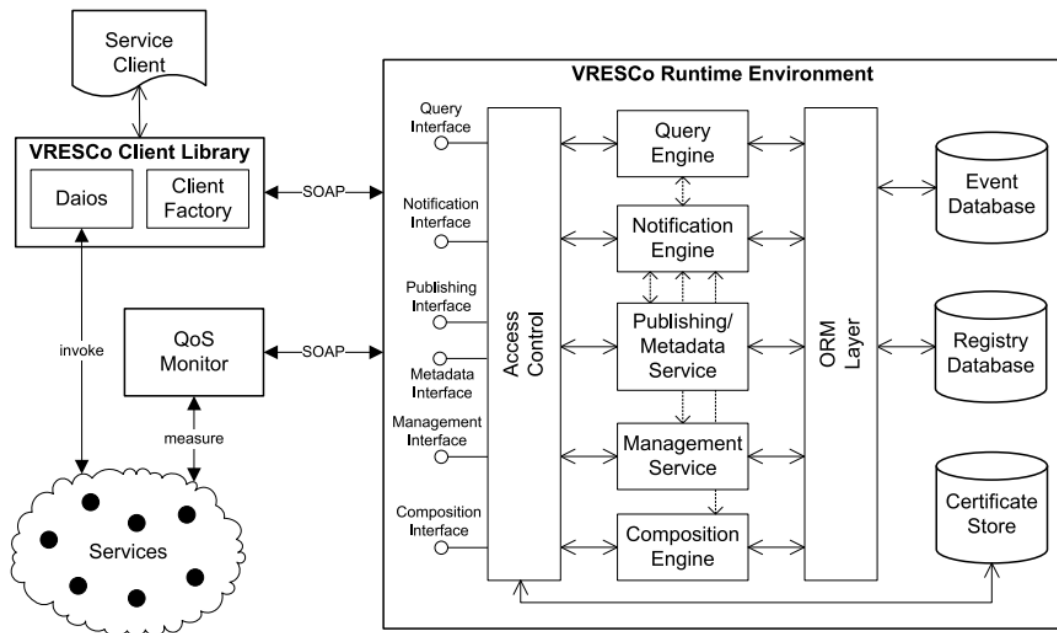 Service
Client
VRESCo Client Library
Daios
Client
Factory
SOAP
invoke
QoS
Monitor
SOAP
measure
Services
VRESCo Runtime Environment
Query
Interface
Notification
Interface
Publishing
Interface
Metadata
Interface
Management
Interface
Composition
Interface
Access
Control
Query
Engine
Notification
Engine
Publishing/
Metadata
Service
Management
Service
Composition
Engine
ORM
Layer
Event
Database
Registry
Database
Certificate
Store